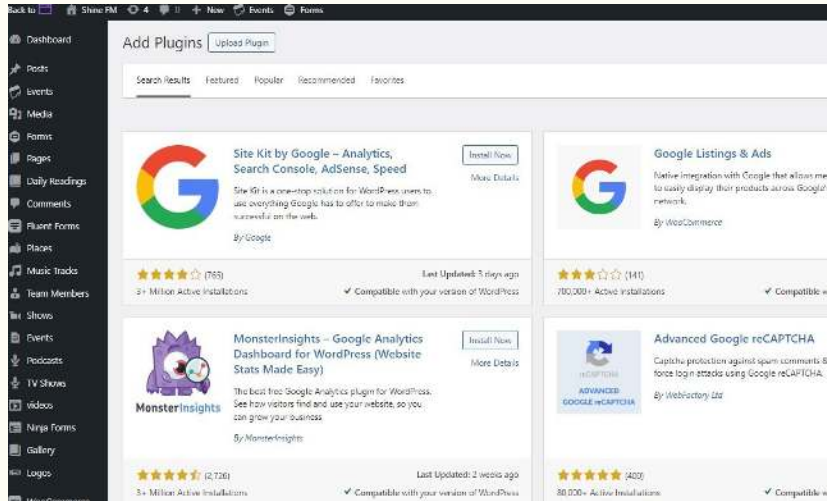 Back to Shine FM 4 11 + New Events Forms
Dashboard
Posts
Events
Media
Forms
Pages
Daily Readings
Comments
Fluent Forms
Places
Music Tracks
Team Members
Shows
Events
Podcasts
TV Shows
videos
Ninja Forms
Gallery
Logos
WooCommerce
Add Plugins Upload Plugin
Search Results Featured Popular Recommended Favorites
Site Kit by Google – Analytics,
Search Console, AdSense, Speed
Install Now
More Details
Site Kit is a one-stop solution for WordPress users to
use everything Google has to offer to make them
successful on the web.
By Google
(765)
3+ Million Active Installations
Last Updated: 3 days ago
✔ Compatible with your version of WordPress
Google Listings & Ads
Native integration with Google that allows me
to easily display their products across Google'
network.
By WooCommerce
(141)
700,000+ Active Installations
✔ Compatible w
MonsterInsights
MonsterInsights – Google Analytics
Dashboard for WordPress (Website
Stats Made Easy)
Install Now
More Details
The best free Google Analytics plugin for WordPress.
See how visitors find and use your website, so you
can grow your business
By MonsterInsights
(2,726)
3+ Million Active Installations
Last Updated: 2 weeks ago
✔ Compatible with your version of WordPress
reCAPTCHA
ADVANCED
GOOGLE reCAPTCHA
Advanced Google reCAPTCHA
Captcha protection against spam comments &
force login attacks using Google reCAPTCHA.
By WebFactory Ltd
(400)
80,000+ Active Installations
✔ Compatible w